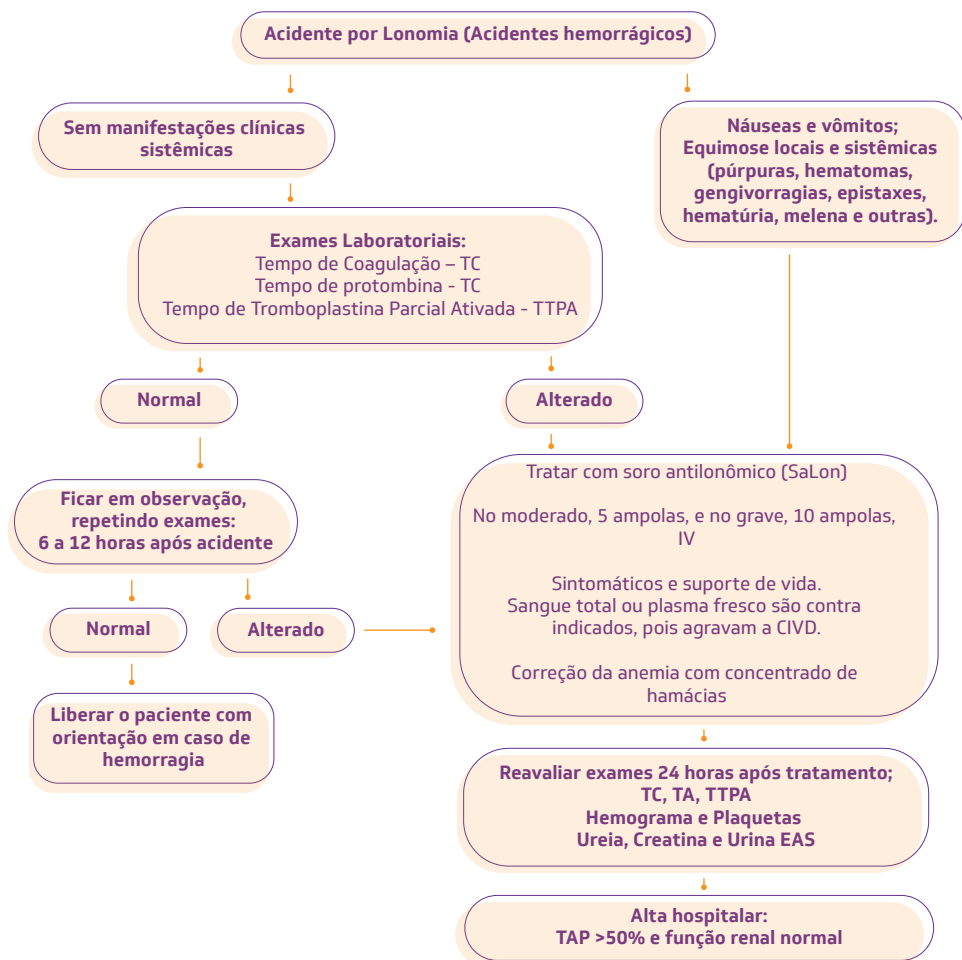 Acidente por Lonomia (Acidentes hemorrágicos)
Sem manifestações clínicas
sistêmicas
Náuseas e vômitos;
Equimose locais e sistêmicas
(púrpuras, hematomas,
gengivorragias, epistaxes,
hematúria, melena e outras).
Exames Laboratoriais:
Tempo de Coagulação – TC
Tempo de protombina - TC
Tempo de Tromboplastina Parcial Ativada - TTPA
Normal
Alterado
Ficar em observação,
repetindo exames:
6 a 12 horas após acidente
Normal
Alterado
Liberar o paciente com
orientação em caso de
hemorragia
Tratar com soro antilonômico (SaLon)
No moderado, 5 ampolas, e no grave, 10 ampolas,
IV
Sintomáticos e suporte de vida.
Sangue total ou plasma fresco são contra
indicados, pois agravam a CIVD.
Correção da anemia com concentrado de
hamácias
Reavaliar exames 24 horas após tratamento;
TC, TA, TTPA
Hemograma e Plaquetas
Ureia, Creatina e Urina EAS
Alta hospitalar:
TAP >50% e função renal normal